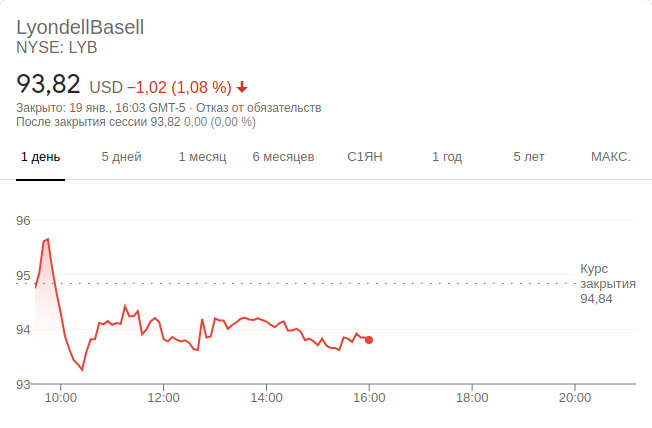 LyondellBasell
NYSE: LYB
93,82 USD −1,02 (1,08 %)
Закрыто: 19 янв., 16:03 GMT-5 · Отказ от обязательств
После закрытия сессии 93,82 0,00 (0,00 %)
1 день 5 дней 1 месяц 6 месяцев С1ЯН 1 год 5 лет МАКС.
96
95
94
93
Курс
закрытия
94,84
10:00 12:00 14:00 16:00 18:00 20:00